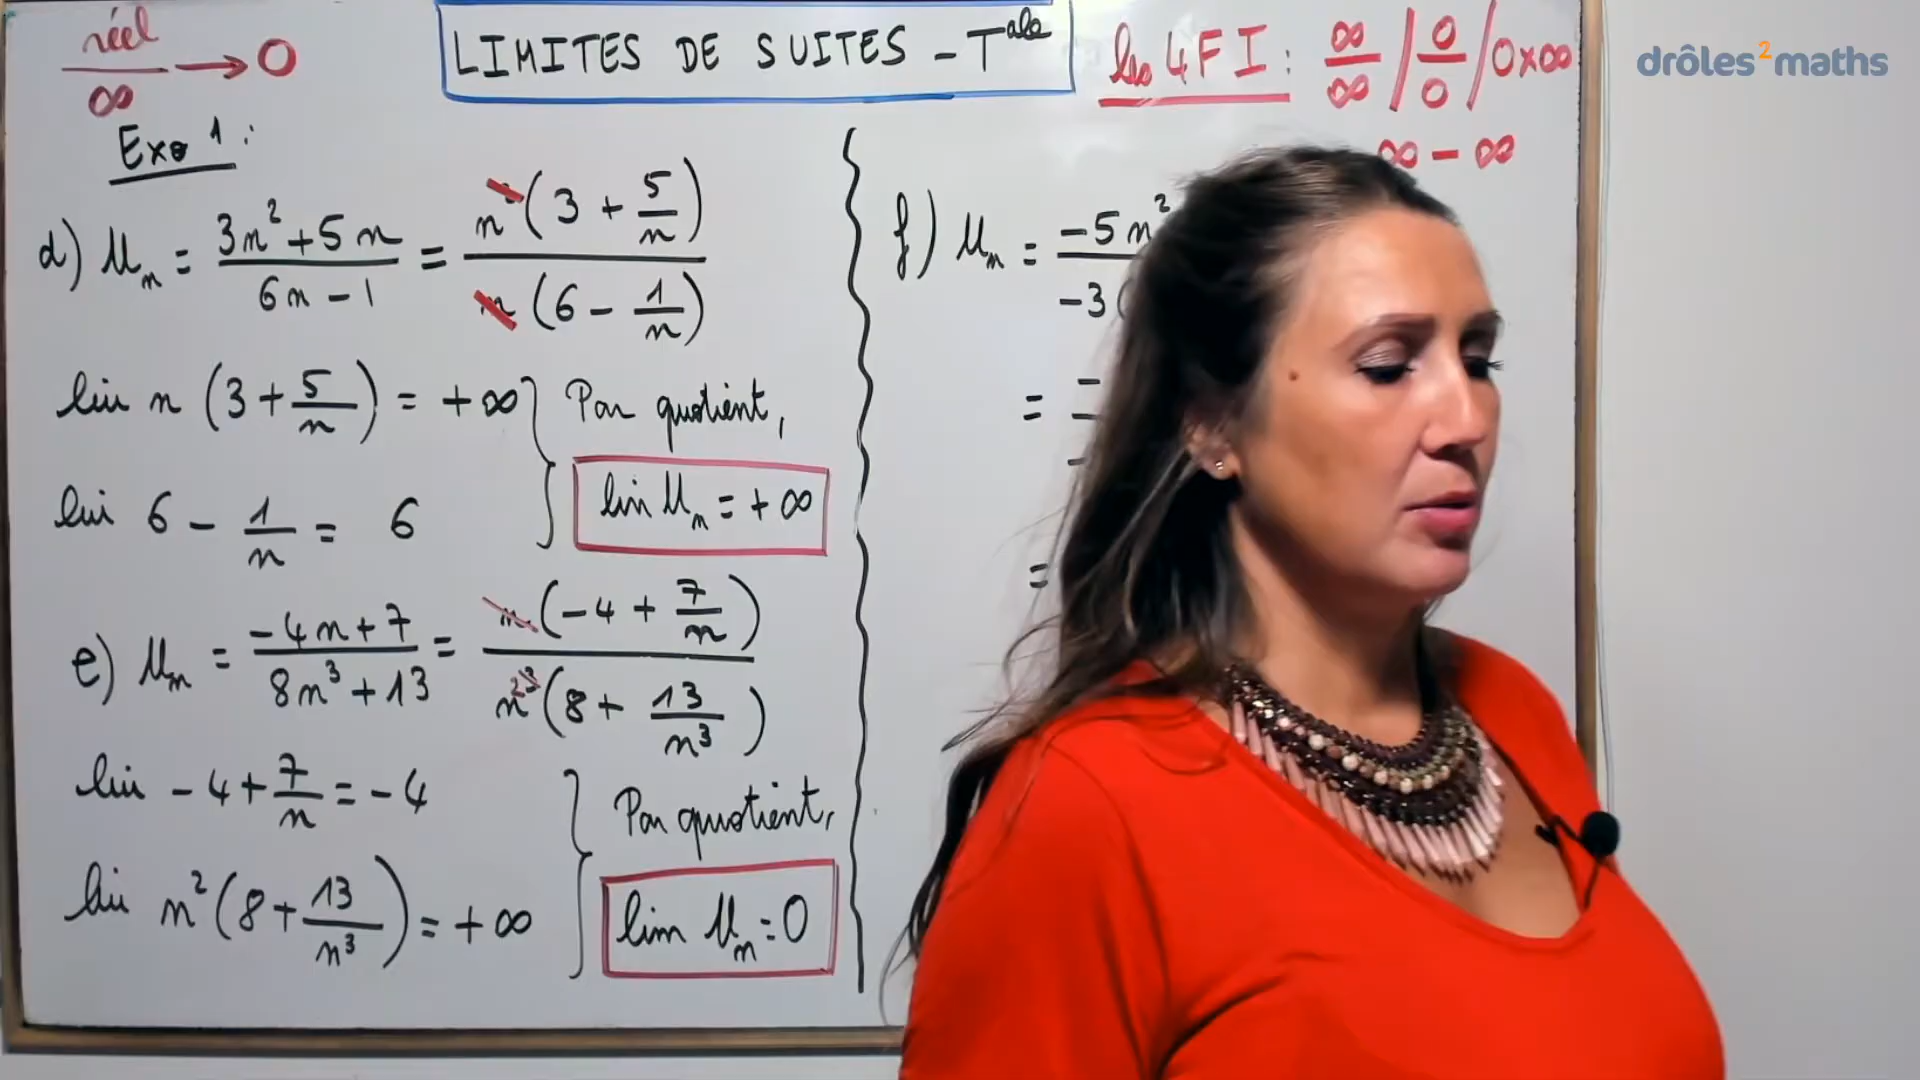 réel/∞ → 0
LIMITES DE SUITES - Tale
les 4 FI : ∞/∞ / 0/0 / 0×∞
∞ - ∞
drôles²maths
Exo 1 :
d) Un = (3n²+5n)/(6n-1) = n²(3 + 5/n) / n(6 - 1/n)
lim n (3 + 5/n) = +∞
Par quotient,
lim 6 - 1/n = 6
lim Un = +∞
e) Un = (-4n+7)/(8n³+13) = n(-4 + 7/n) / n³(8 + 13/n³)
lim -4 + 7/n = -4
Par quotient,
lim n²(8 + 13/n³) = +∞
lim Un = 0
f) Un = -5n² / -3(
= -
=